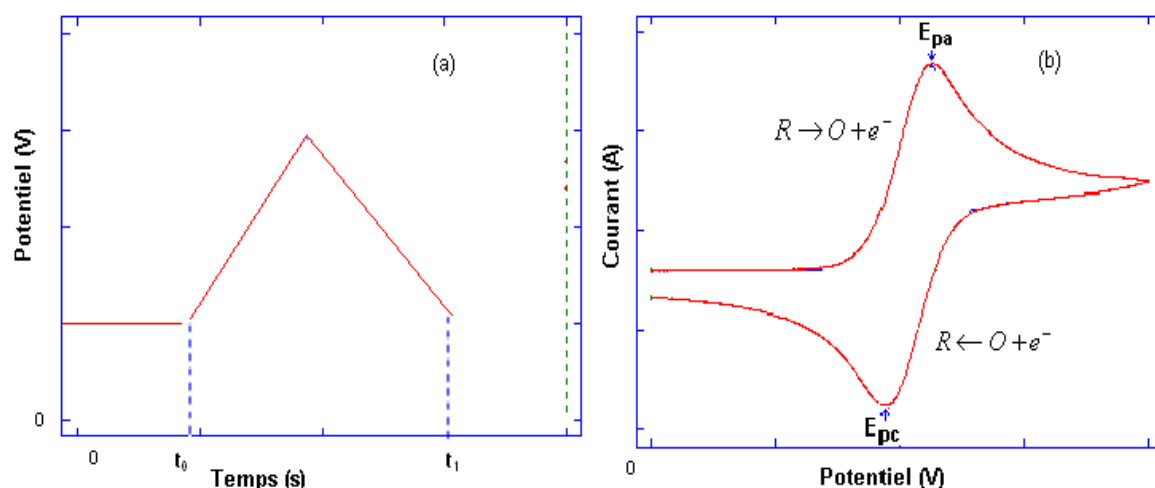 (a)
Potentiel (V)
0
0
t₀
t₁
Temps (s)
(b)
Eₚₐ
R → O + e⁻
Courant (A)
R ← O + e⁻
Eₚc
0
Potentiel (V)